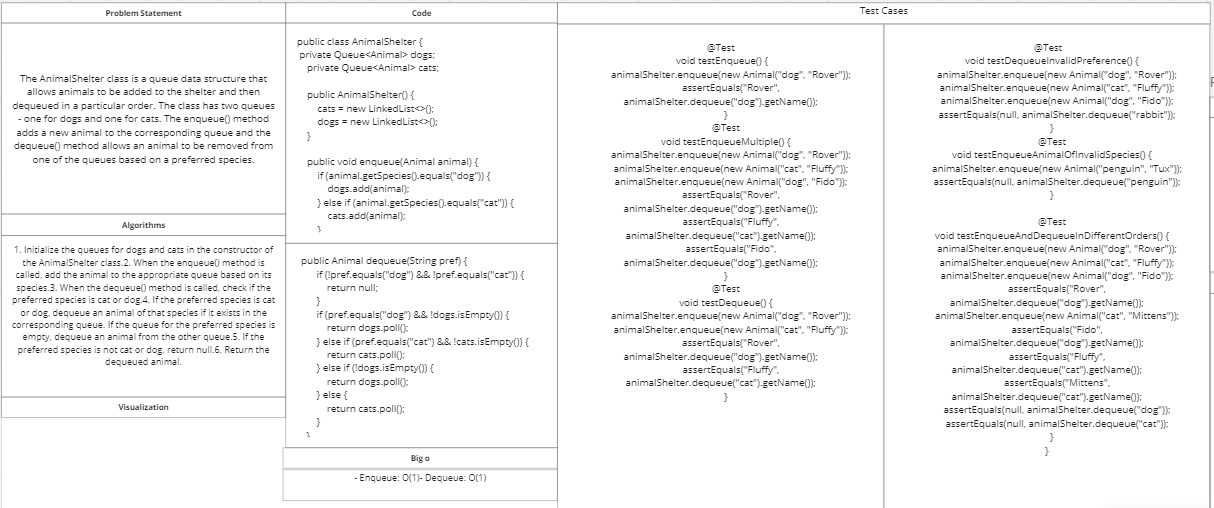 Problem Statement
The AnimalShelter class is a queue data structure that
allows animals to be added to the shelter and then
dequeued in a particular order. The class has two queues
- one for dogs and one for cats. The enqueue() method
adds a new animal to the corresponding queue and the
dequeue() method allows an animal to be removed from
one of the queues based on a preferred species.
Algorithms
1. Initialize the queues for dogs and cats in the constructor of
the AnimalShelter class.2. When the enqueue() method is
called, add the animal to the appropriate queue based on its
species.3. When the dequeue() method is called, check if the
preferred species is cat or dog.4. If the preferred species is cat
or dog, dequeue an animal of that species if it exists in the
corresponding queue. If the queue for the preferred species is
empty, dequeue an animal from the other queue.5. If the
preferred species is not cat or dog, return null.6. Return the
dequeued animal.
Visualization
Code
public class AnimalShelter {
private Queue<Animal> dogs;
private Queue<Animal> cats;
public AnimalShelter() {
cats = new LinkedList<>();
dogs = new LinkedList<>();
}
public void enqueue(Animal animal) {
if (animal.getSpecies().equals("dog")) {
dogs.add(animal);
} else if (animal.getSpecies().equals("cat")) {
cats.add(animal);
}
public Animal dequeue(String pref) {
if (!pref.equals("dog") && !pref.equals("cat")) {
return null;
}
if (pref.equals("dog") && !dogs.isEmpty()) {
return dogs.poll();
} else if (pref.equals("cat") && !cats.isEmpty()) {
return cats.poll();
} else if (!dogs.isEmpty()) {
return dogs.poll();
} else {
return cats.poll();
}
}
Big o
- Enqueue: O(1)- Dequeue: O(1)
Test Cases
@Test
void testEnqueue() {
animalShelter.enqueue(new Animal("dog", "Rover"));
assertEquals("Rover",
animalShelter.dequeue("dog").getName());
}
@Test
void testEnqueueMultiple() {
animalShelter.enqueue(new Animal("dog", "Rover"));
animalShelter.enqueue(new Animal("cat", "Fluffy"));
animalShelter.enqueue(new Animal("dog", "Fido"));
assertEquals("Rover",
animalShelter.dequeue("dog").getName());
assertEquals("Fluffy",
animalShelter.dequeue("cat").getName());
assertEquals("Fido",
animalShelter.dequeue("dog").getName());
}
@Test
void testDequeue() {
animalShelter.enqueue(new Animal("dog", "Rover"));
animalShelter.enqueue(new Animal("cat", "Fluffy"));
assertEquals("Rover",
animalShelter.dequeue("dog").getName());
assertEquals("Fluffy",
animalShelter.dequeue("cat").getName());
}
@Test
void testDequeueInvalidPreference() {
animalShelter.enqueue(new Animal("dog", "Rover"));
animalShelter.enqueue(new Animal("cat", "Fluffy"));
animalShelter.enqueue(new Animal("dog", "Fido"));
assertEquals(null, animalShelter.dequeue("rabbit"));
}
@Test
void testEnqueueAnimalOfInvalidSpecies() {
animalShelter.enqueue(new Animal("penguin", "Tux"));
assertEquals(null, animalShelter.dequeue("penguin"));
}
@Test
void testEnqueueAndDequeueInDifferentOrders() {
animalShelter.enqueue(new Animal("dog", "Rover"));
animalShelter.enqueue(new Animal("cat", "Fluffy"));
animalShelter.enqueue(new Animal("dog", "Fido"));
assertEquals("Rover",
animalShelter.dequeue("dog").getName());
animalShelter.enqueue(new Animal("cat", "Mittens"));
assertEquals("Fido",
animalShelter.dequeue("dog").getName());
assertEquals("Fluffy",
animalShelter.dequeue("cat").getName());
assertEquals("Mittens",
animalShelter.dequeue("cat").getName());
assertEquals(null, animalShelter.dequeue("dog"));
assertEquals(null, animalShelter.dequeue("cat"));
}
}